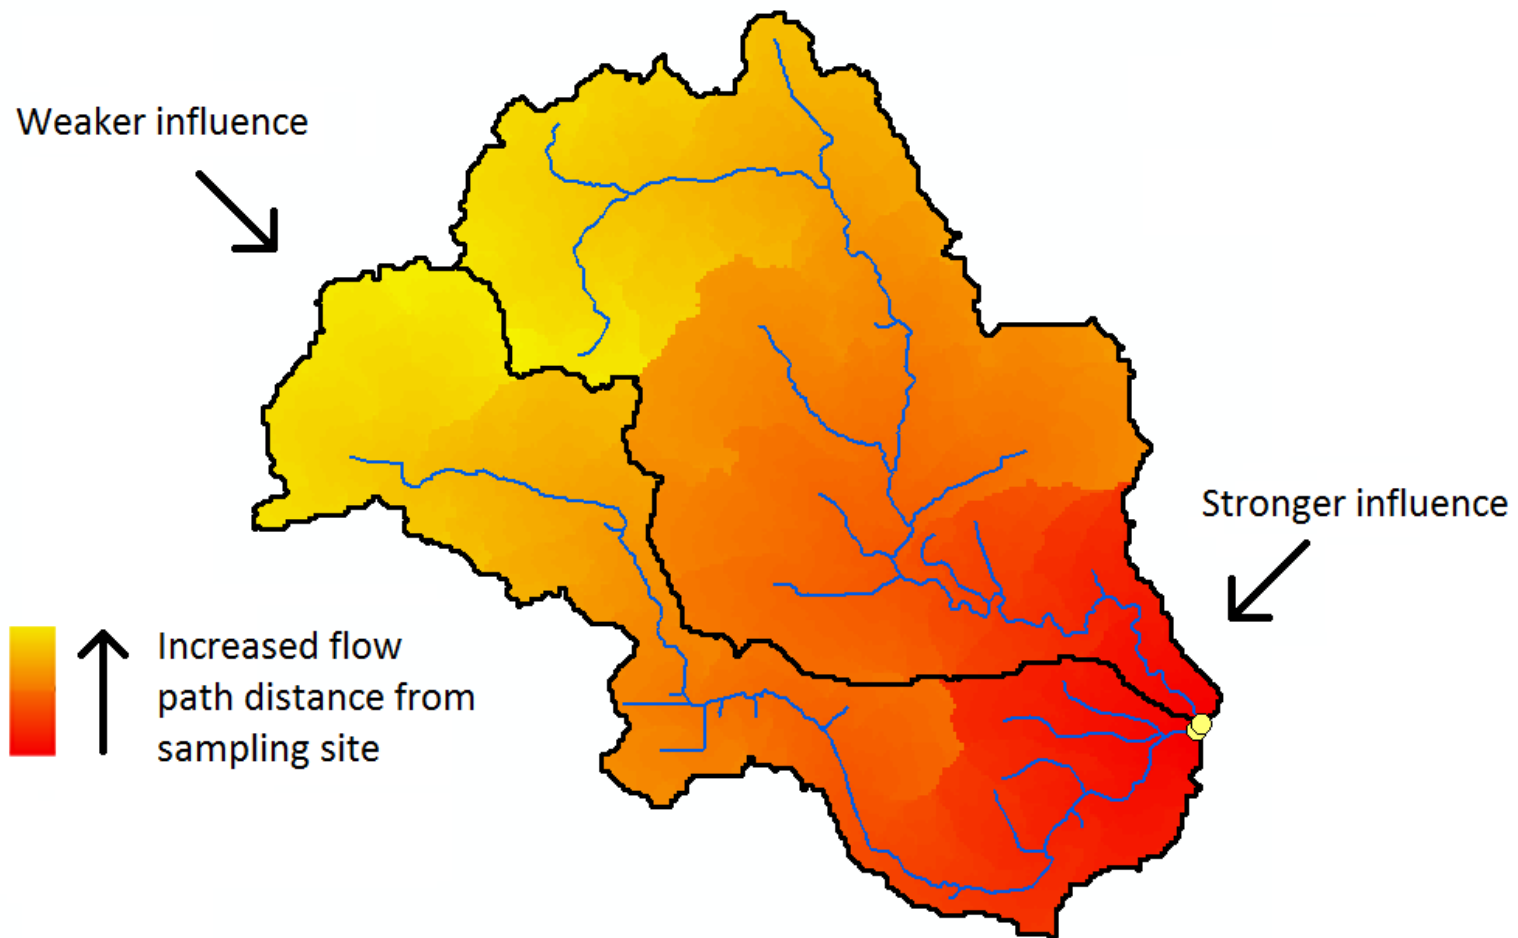 Weaker influence
Stronger influence
Increased flow
path distance from
sampling site